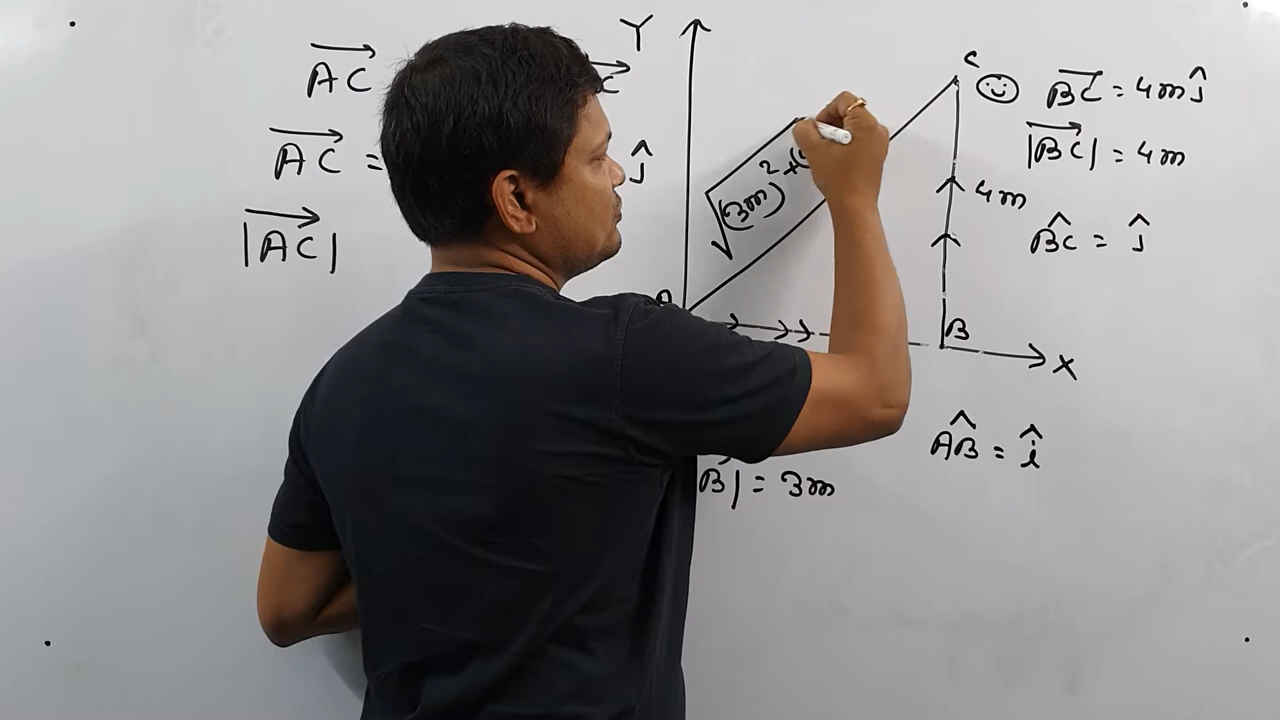 Y
C
AC
BC = 4m ĵ
AC =
ĵ
|BC| = 4m
√(3m)² +
4m
B̂C = ĵ
|AC|
A
B
X
ÂB = î
B| = 3m